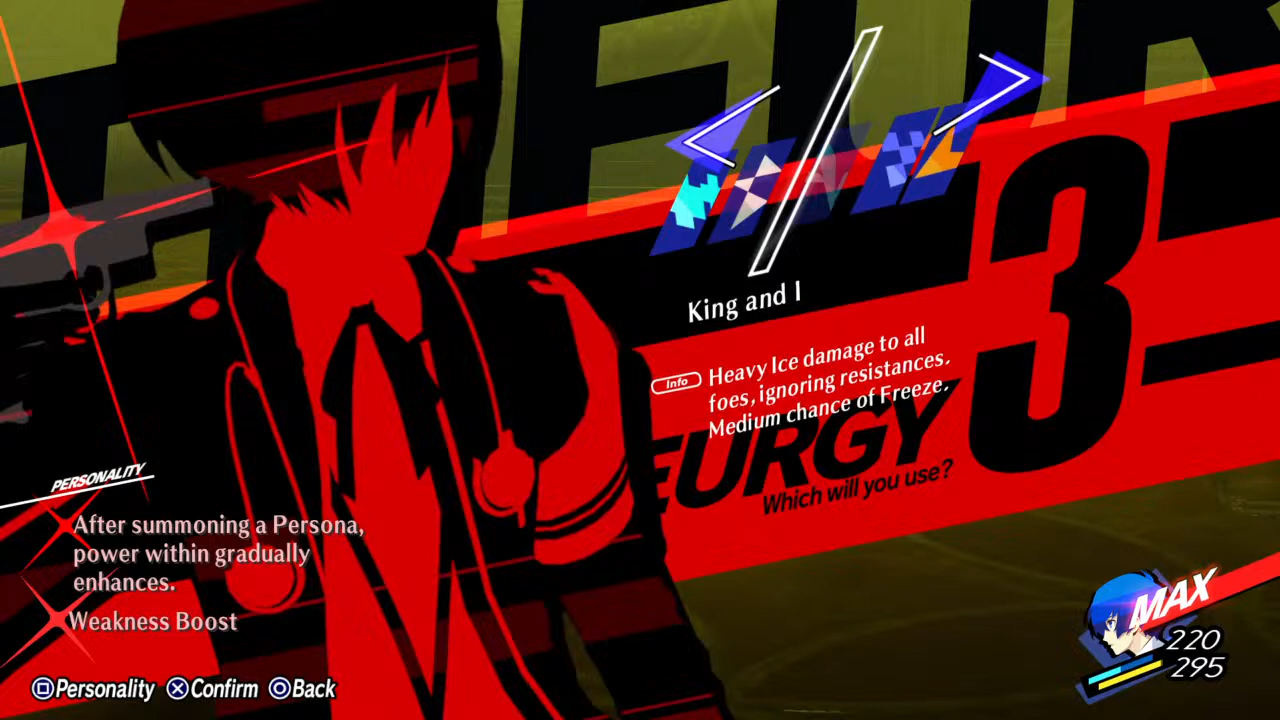 King and I
Info
Heavy Ice damage to all
foes, ignoring resistances.
Medium chance of Freeze.
3
EURGY
Which will you use?
PERSONALITY
After summoning a Persona,
power within gradually
enhances.
Weakness Boost
MAX
220
295
Personality Confirm Back